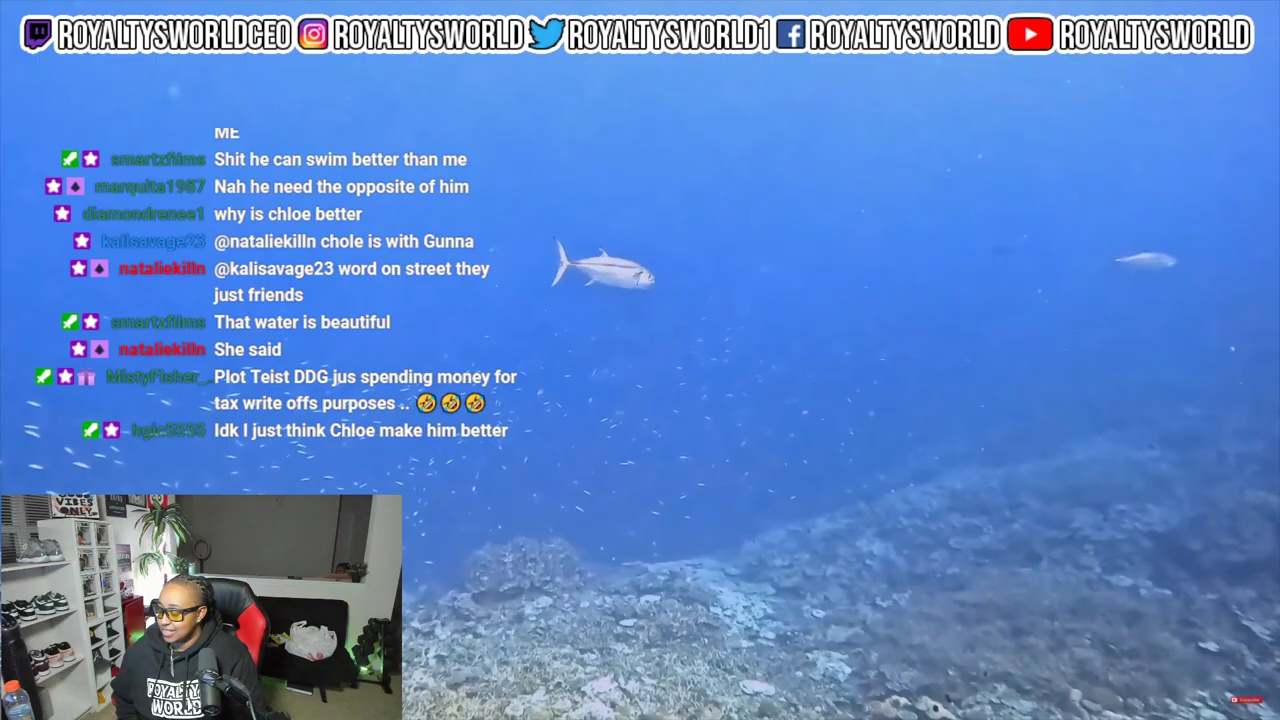 ROYALTYSWORLDCEO ROYALTYSWORLD ROYALTYSWORLD1 ROYALTYSWORLD ROYALTYSWORLD
ME
smartzfilms Shit he can swim better than me
marquita1987 Nah he need the opposite of him
diamondrenee1 why is chloe better
kalisavage23 @nataliekilln chole is with Gunna
nataliekilln @kalisavage23 word on street they
just friends
smartzfilms That water is beautiful
nataliekilln She said
MistyF1sher_. Plot Teist DDG jus spending money for
tax write offs purposes .. 🤣 🤣 🤣
Idk I just think Chloe make him better
VIBES
ONLY
ROYALTY
WORLD
Subscribe